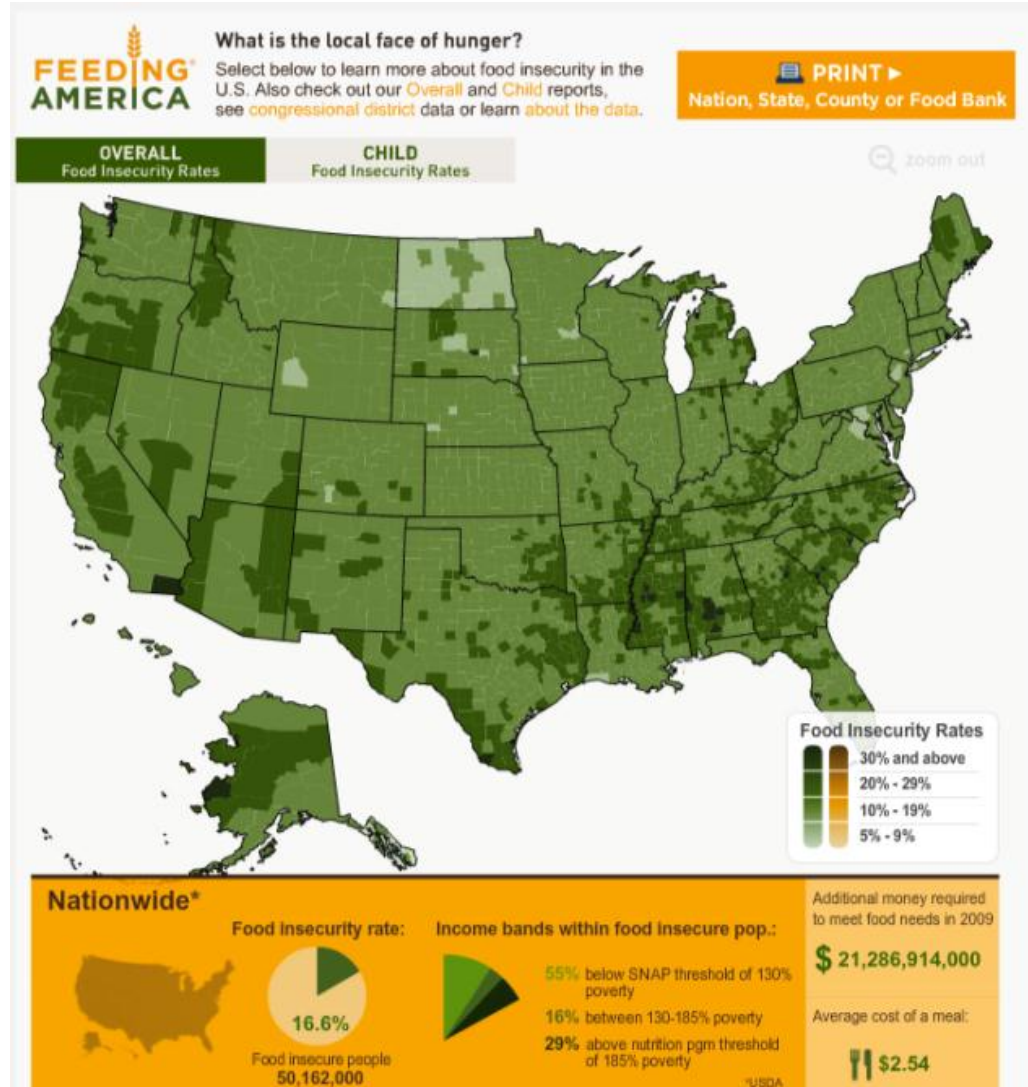 FEEDING
AMERICA
What is the local face of hunger?
Select below to learn more about food insecurity in the
U.S. Also check out our Overall and Child reports,
see congressional district data or learn about the data.
PRINT ▸
Nation, State, County or Food Bank
OVERALL
Food Insecurity Rates
CHILD
Food Insecurity Rates
zoom out
Food Insecurity Rates
30% and above
20% - 29%
10% - 19%
5% - 9%
Nationwide*
Food insecurity rate:
16.6%
Food insecure people
50,162,000
Income bands within food insecure pop.:
55% below SNAP threshold of 130%
poverty
16% between 130-185% poverty
29% above nutrition pgm threshold
of 185% poverty
*USDA
Additional money required
to meet food needs in 2009
$ 21,286,914,000
Average cost of a meal:
$2.54